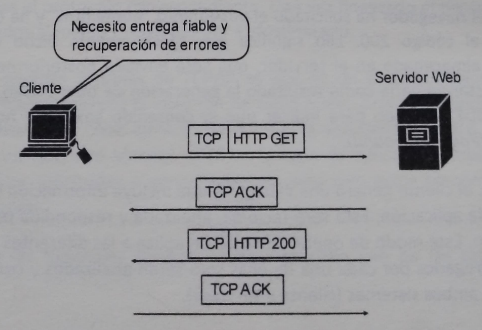 Necesito entrega fiable y
recuperación de errores
Cliente
Servidor Web
TCP HTTP GET
TCP ACK
TCP HTTP 200
TCP ACK